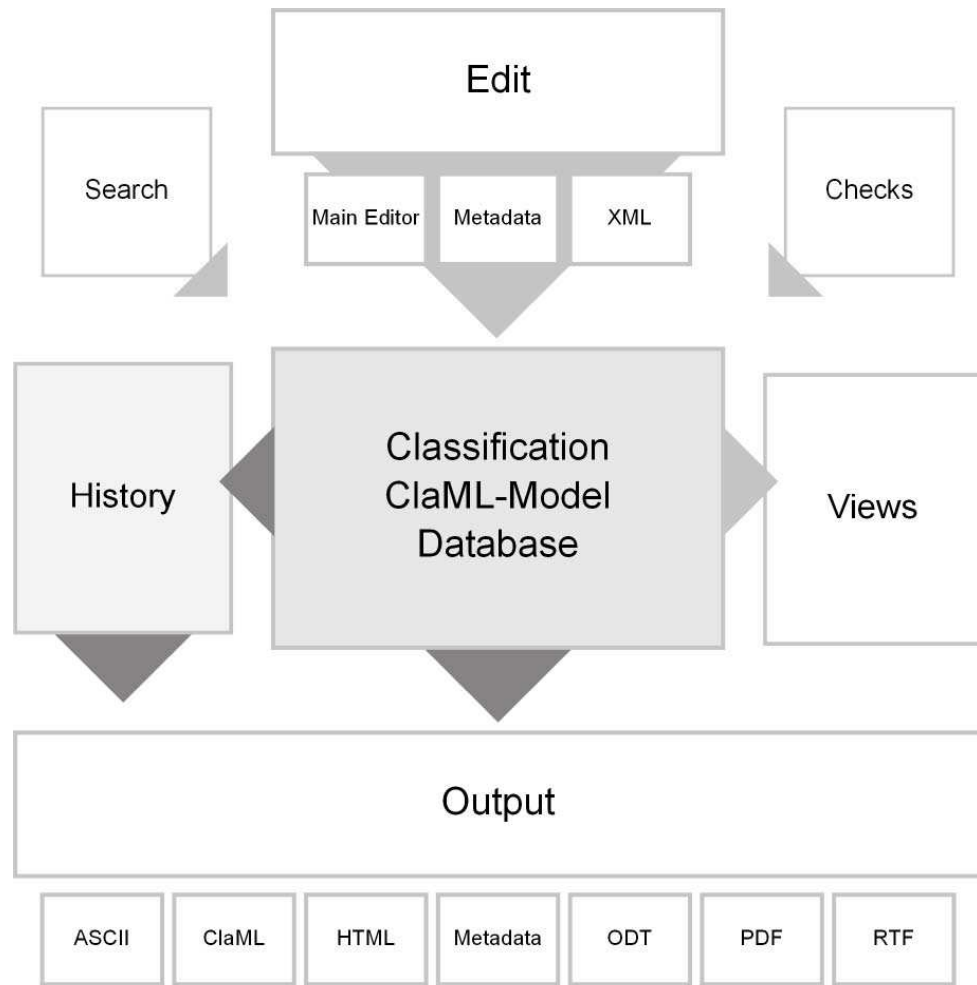 Edit
Search
Main Editor
Metadata
XML
Checks
History
Classification
ClaML-Model
Database
Views
Output
ASCII
ClaML
HTML
Metadata
ODT
PDF
RTF